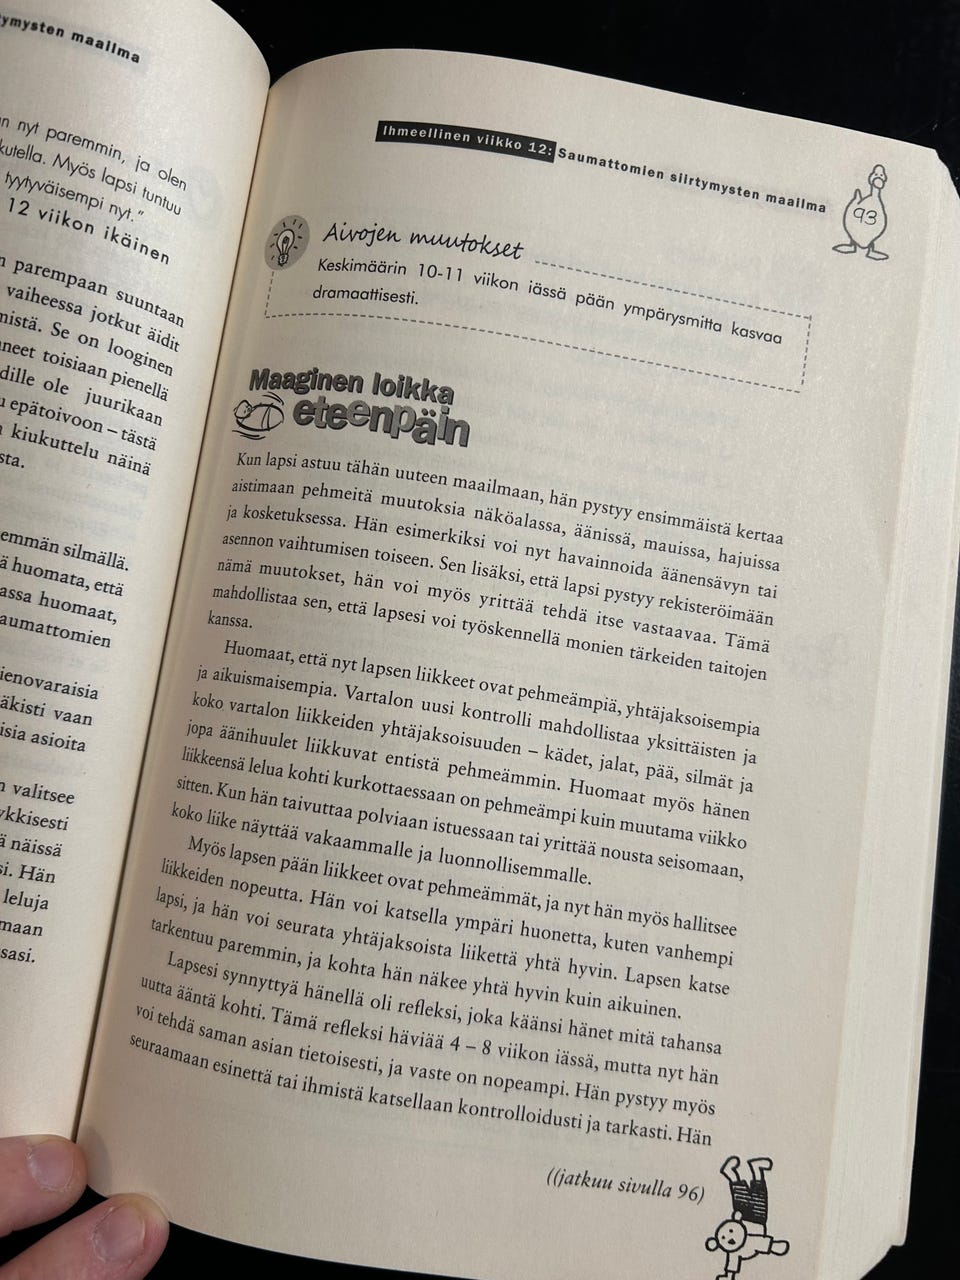 ymysten maailma
n nyt paremmin, ja olen
kutella. Myös lapsi tuntuu
tyytyväisempi nyt."
12 viikon ikäinen
n parempaan suuntaan
vaiheessa jotkut äidit
mistä. Se on looginen
neet toisiaan pienellä
dille ole juurikaan
u epätoivoon – tästä
n kiukuttelu näinä
sta.
emmän silmällä.
ä huomata, että
assa huomaat,
aumattomien
ienovaraisia
äkisti vaan
isia asioita
n valitsee
ykkisesti
ä näissä
si. Hän
leluja
maan
sasi.
Ihmeellinen viikko 12: Saumattomien siirtymysten maailma
93
Aivojen muutokset
Keskimäärin 10-11 viikon iässä pään ympärysmitta kasvaa
dramaattisesti.
Maaginen loikka
eteenpäin
Kun lapsi astuu tähän uuteen maailmaan, hän pystyy ensimmäistä kertaa
aistimaan pehmeitä muutoksia näköalassa, äänissä, mauissa, hajuissa
ja kosketuksessa. Hän esimerkiksi voi nyt havainnoida äänensävyn tai
asennon vaihtumisen toiseen. Sen lisäksi, että lapsi pystyy rekisteröimään
nämä muutokset, hän voi myös yrittää tehdä itse vastaavaa. Tämä
mahdollistaa sen, että lapsesi voi työskennellä monien tärkeiden taitojen
kanssa.
Huomaat, että nyt lapsen liikkeet ovat pehmeämpiä, yhtäjaksoisempia
ja aikuismaisempia. Vartalon uusi kontrolli mahdollistaa yksittäisten ja
koko vartalon liikkeiden yhtäjaksoisuuden – kädet, jalat, pää, silmät ja
jopa äänihuulet liikkuvat entistä pehmeämmin. Huomaat myös hänen
liikkeensä lelua kohti kurkottaessaan on pehmeämpi kuin muutama viikko
sitten. Kun hän taivuttaa polviaan istuessaan tai yrittää nousta seisomaan,
koko liike näyttää vakaammalle ja luonnollisemmalle.
Myös lapsen pään liikkeet ovat pehmeämmät, ja nyt hän myös hallitsee
liikkeiden nopeutta. Hän voi katsella ympäri huonetta, kuten vanhempi
lapsi, ja hän voi seurata yhtäjaksoista liikettä yhtä hyvin. Lapsen katse
tarkentuu paremmin, ja kohta hän näkee yhtä hyvin kuin aikuinen.
Lapsesi synnyttyä hänellä oli refleksi, joka käänsi hänet mitä tahansa
uutta ääntä kohti. Tämä refleksi häviää 4 – 8 viikon iässä, mutta nyt hän
voi tehdä saman asian tietoisesti, ja vaste on nopeampi. Hän pystyy myös
seuraamaan esinettä tai ihmistä katsellaan kontrolloidusti ja tarkasti. Hän
((jatkuu sivulla 96)